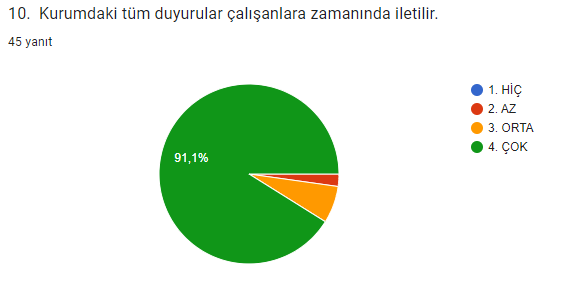 10. Kurumdaki tüm duyurular çalışanlara zamanında iletilir.
45 yanıt
91,1%
1. HİÇ
2. AZ
3. ORTA
4. ÇOK